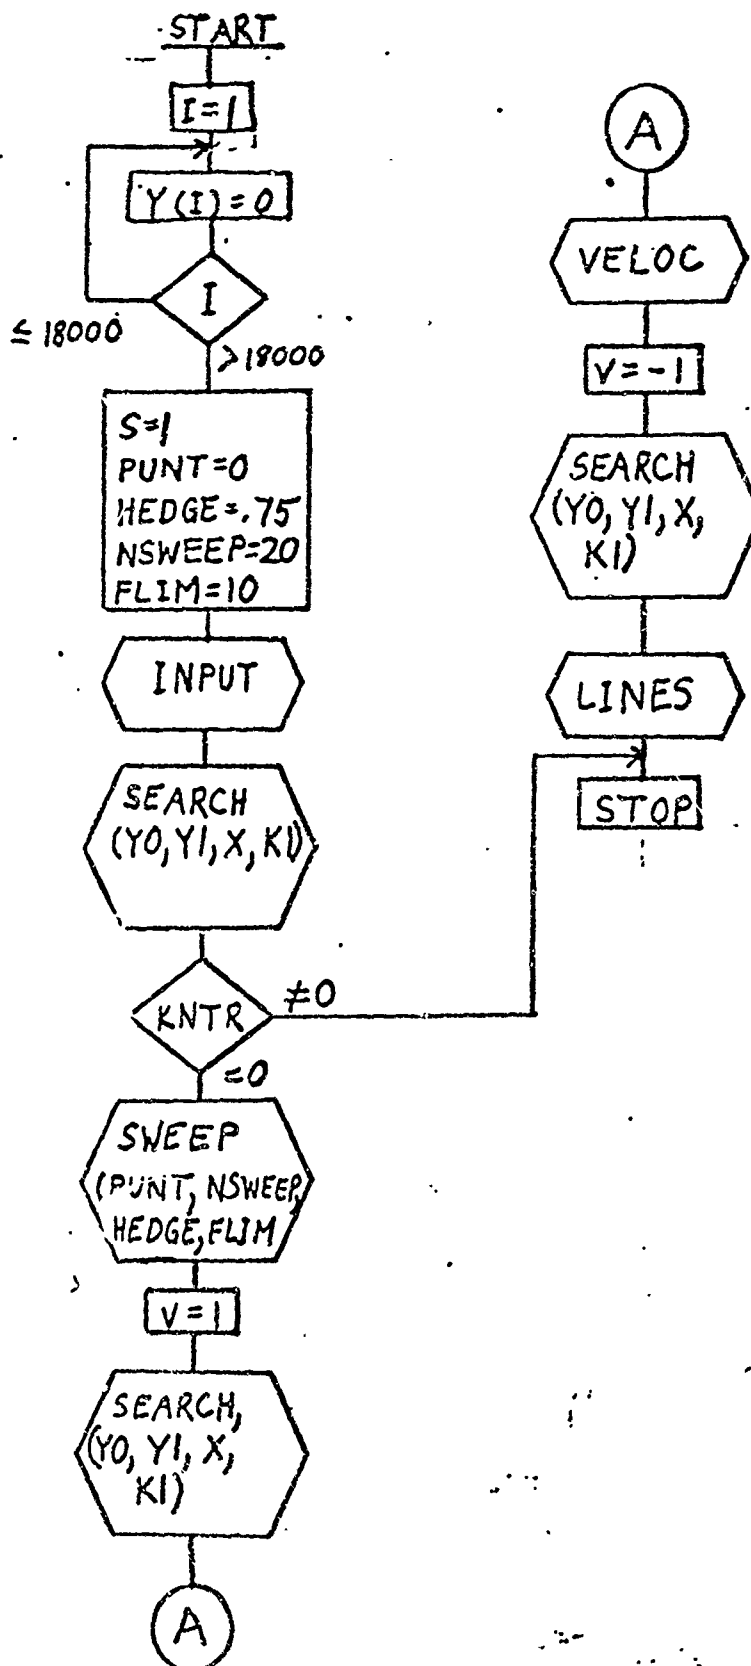 START
I=1
Y(I)=0
I
≤ 18000
>18000
S=1
PUNT=0
HEDGE=.75
NSWEEP=20
FLIM=10
INPUT
SEARCH
(Y0, Y1, X, K1)
KNTR
≠0
=0
SWEEP
(PUNT, NSWEEP,
HEDGE, FLIM
V=1
SEARCH,
(Y0, Y1, X,
K1)
A
A
VELOC
V=-1
SEARCH
(Y0, Y1, X,
K1)
LINES
STOP